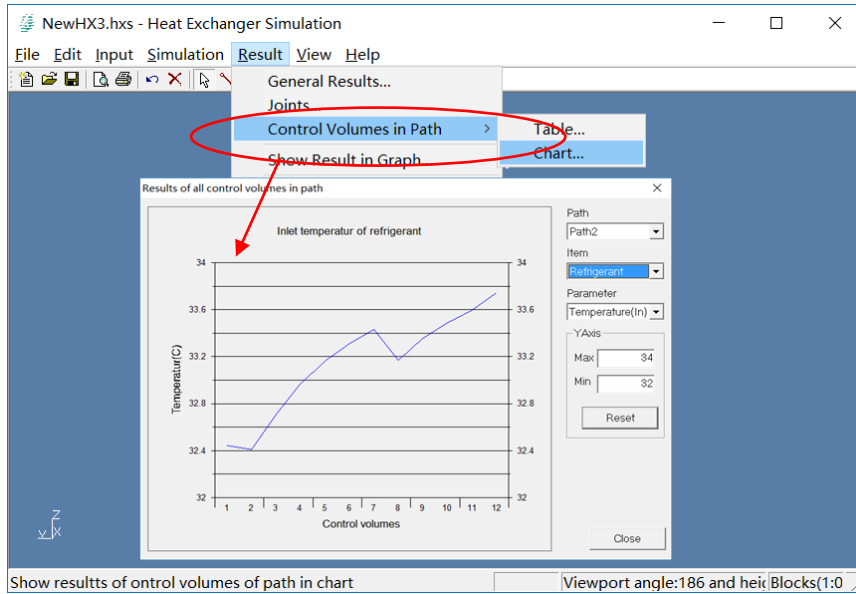 NewHX3.hxs - Heat Exchanger Simulation
File Edit Input Simulation Result View Help
General Results...
Joints...
Control Volumes in Path
Table...
Show Result in Graph
Chart...
Results of all control volumes in path
Inlet temperatur of refrigerant
Path
Path2
Item
Refrigerant
Parameter
Temperature(In)
YAxis
Max 34
Min 32
Reset
34 34
33.6 33.6
33.2 33.2
32.8 32.8
32.4 32.4
32 32
Temperatur(C)
1 2 3 4 5 6 7 8 9 10 11 12
Control volumes
Close
Z
Y X
Show resultts of ontrol volumes of path in chart
Viewport angle:186 and heig
Blocks(1:0